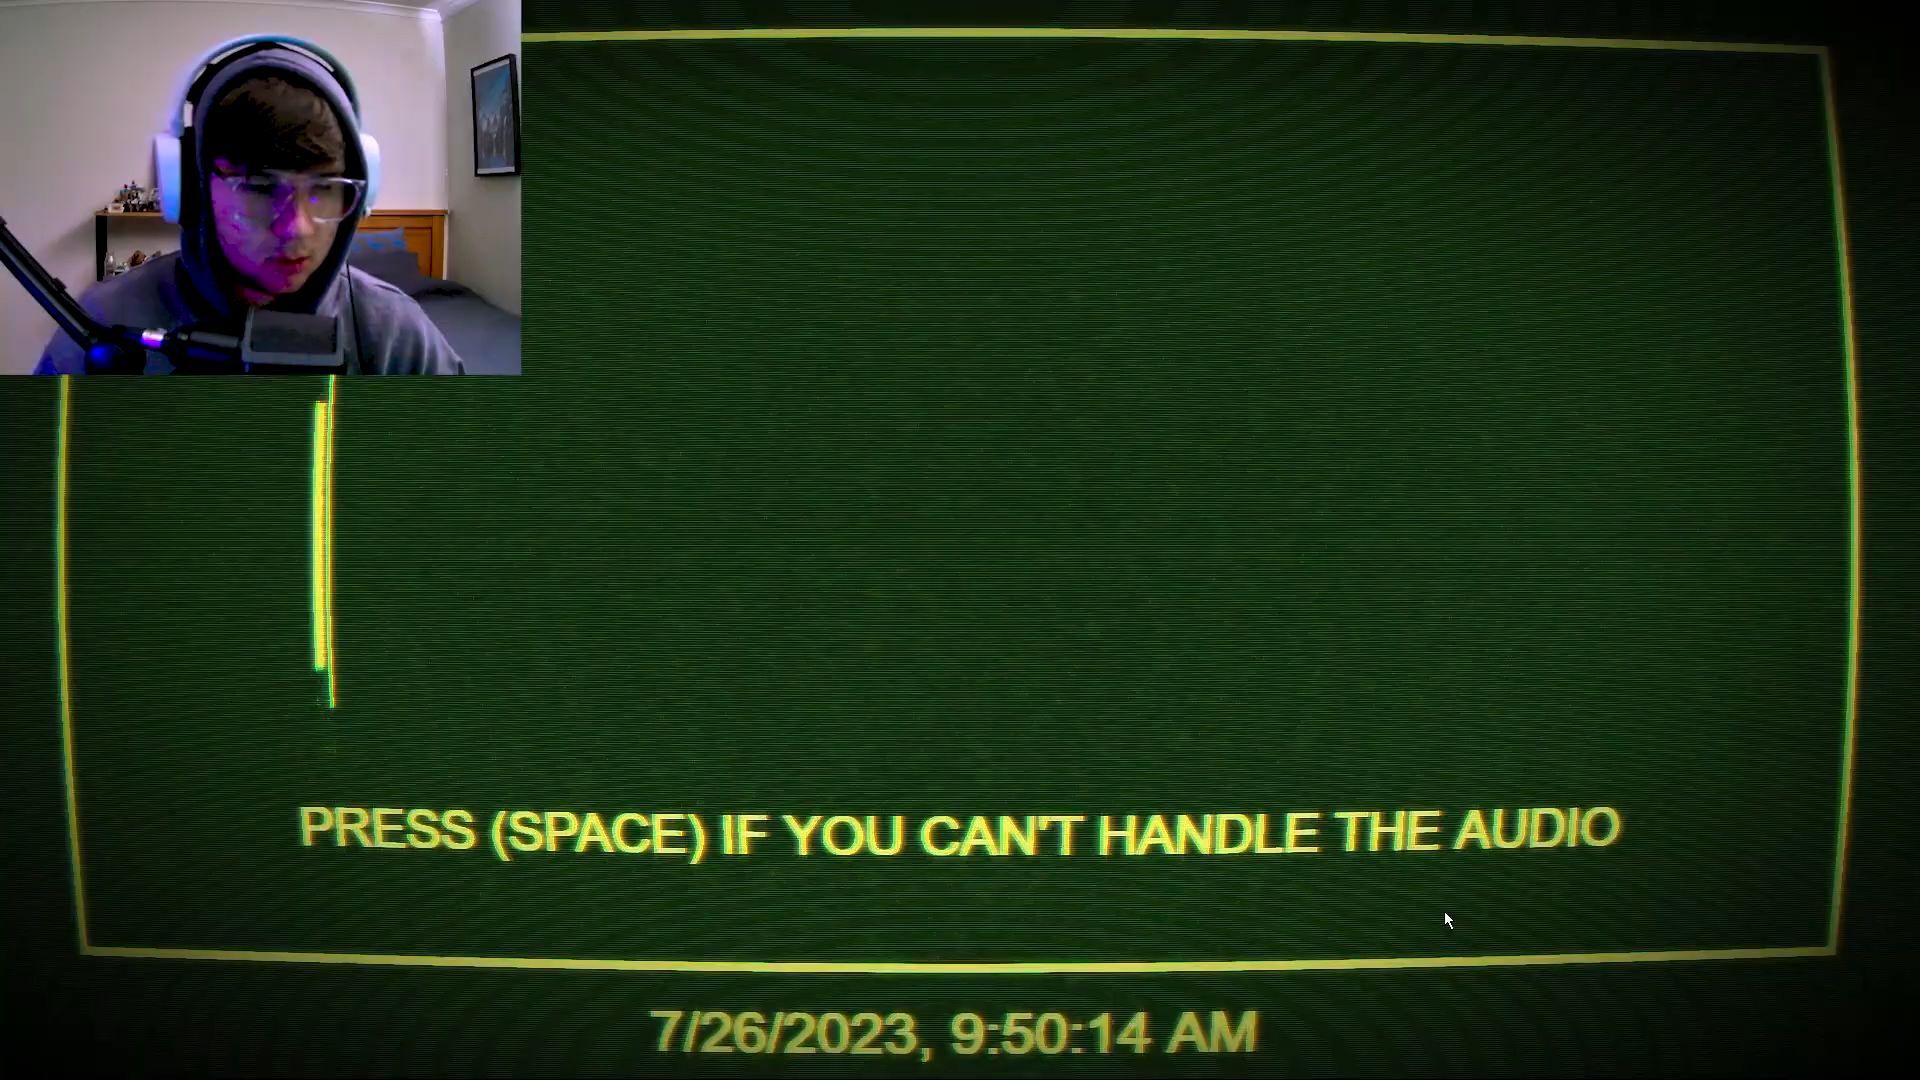 PRESS (SPACE) IF YOU CAN'T HANDLE THE AUDIO
7/26/2023, 9:50:14 AM